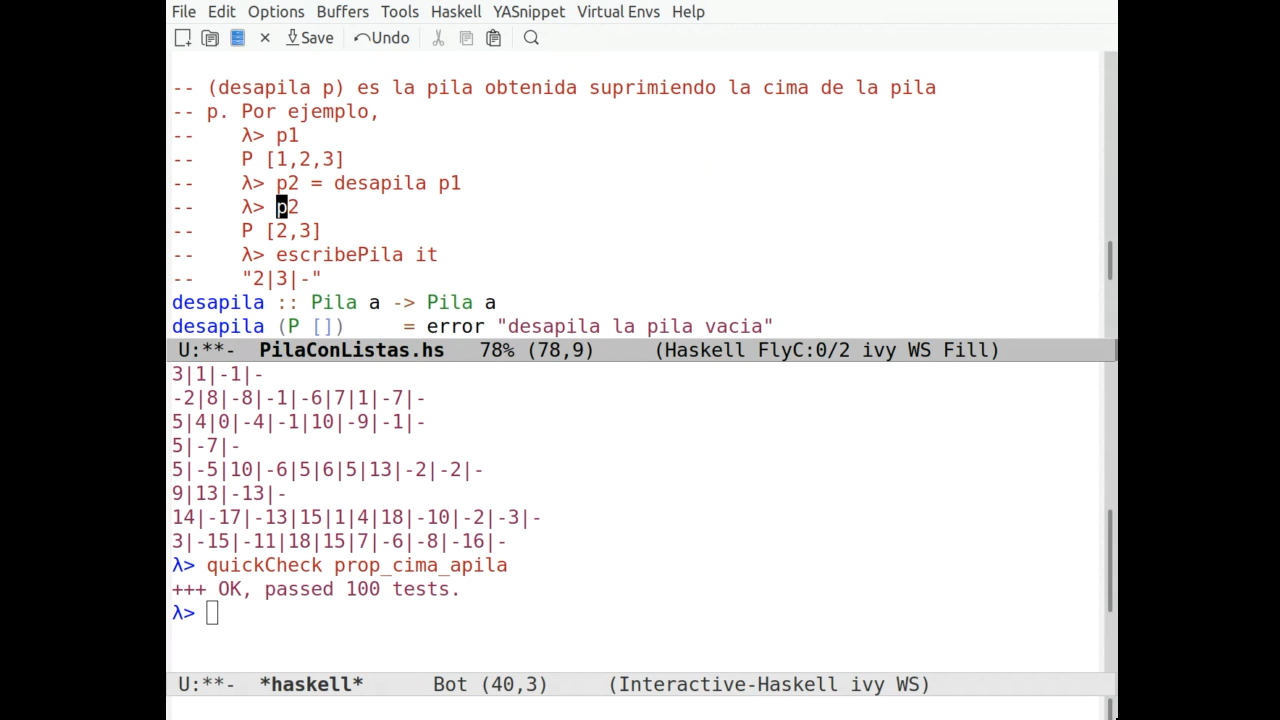 File Edit Options Buffers Tools Haskell YASnippet Virtual Envs Help
Save Undo
-- (desapila p) es la pila obtenida suprimiendo la cima de la pila
-- p. Por ejemplo,
--    λ> p1
--    P [1,2,3]
--    λ> p2 = desapila p1
--    λ> p2
--    P [2,3]
--    λ> escribePila it
--    "2|3|-"
desapila :: Pila a -> Pila a
desapila (P [])     = error "desapila la pila vacia"
U:**-  PilaConListas.hs   78% (78,9)     (Haskell FlyC:0/2 ivy WS Fill)
3|1|-1|-
-2|8|-8|-1|-6|7|1|-7|-
5|4|0|-4|-1|10|-9|-1|-
5|-7|-
5|-5|10|-6|5|6|5|13|-2|-2|-
9|13|-13|-
14|-17|-13|15|1|4|18|-10|-2|-3|-
3|-15|-11|18|15|7|-6|-8|-16|-
λ> quickCheck prop_cima_apila
+++ OK, passed 100 tests.
λ>
U:**-  *haskell*      Bot (40,3)     (Interactive-Haskell ivy WS)